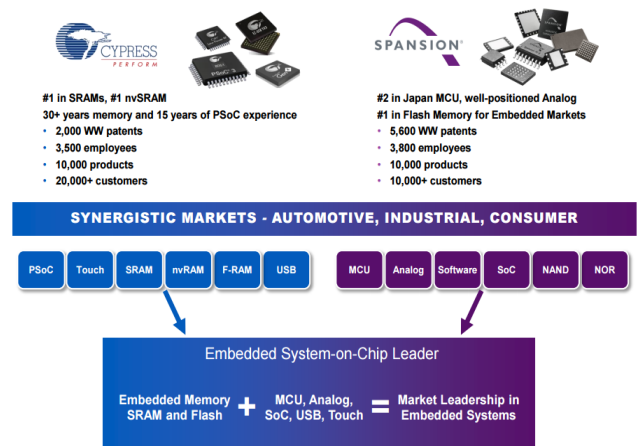 CYPRESS
PERFORM
PSoC 3
SPANSION®
#1 in SRAMs, #1 nvSRAM
30+ years memory and 15 years of PSoC experience
• 2,000 WW patents
• 3,500 employees
• 10,000 products
• 20,000+ customers
#2 in Japan MCU, well-positioned Analog
#1 in Flash Memory for Embedded Markets
• 5,600 WW patents
• 3,800 employees
• 10,000 products
• 10,000+ customers
SYNERGISTIC MARKETS - AUTOMOTIVE, INDUSTRIAL, CONSUMER
PSoC Touch SRAM nvRAM F-RAM USB
MCU Analog Software SoC NAND NOR
Embedded System-on-Chip Leader
Embedded Memory
SRAM and Flash
+
MCU, Analog,
SoC, USB, Touch
=
Market Leadership in
Embedded Systems